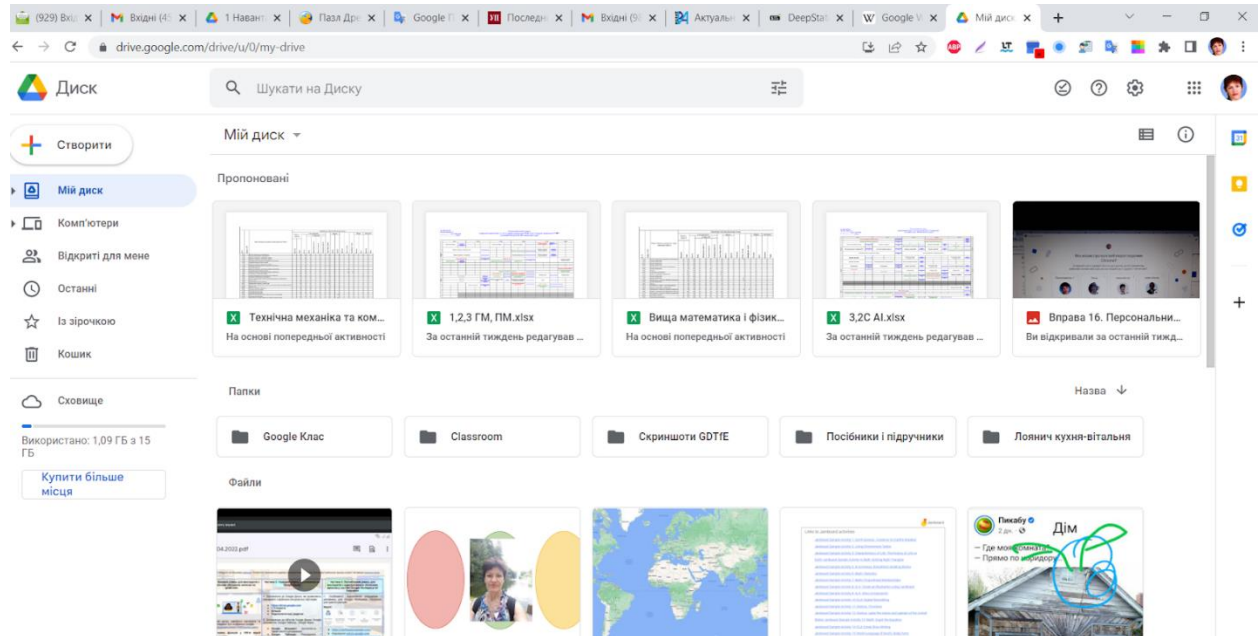 (929) Вхі
Вхідні (45
1 Навант
Пазл Дре
Google П
Последн
Вхідні (9
Актуальн
DeepStat
Google
Мій диск
drive.google.com/drive/u/0/my-drive
Диск
Шукати на Диску
Створити
Мій диск
Комп'ютери
Відкриті для мене
Останні
Із зірочкою
Кошик
Сховище
Використано: 1,09 ГБ з 15
ГБ
Купити більше
місця
Мій диск
Пропоновані
Технічна механіка та ком...
На основі попередньої активності
1,2,3 ГМ, ПМ.xlsx
За останній тиждень редагував ...
Вища математика і фізик...
На основі попередньої активності
3,2С АІ.xlsx
За останній тиждень редагував ...
Вправа 16. Персональни...
Ви відкривали за останній тижд...
Папки
Назва
Google Клас
Classroom
Скриншоти GDTfE
Посібники і підручники
Лоянич кухня-вітальня
Файли
04.2022.pdf
Пикабу
2 дн.
Дім
— Где моя комната?
— Прямо по коридору